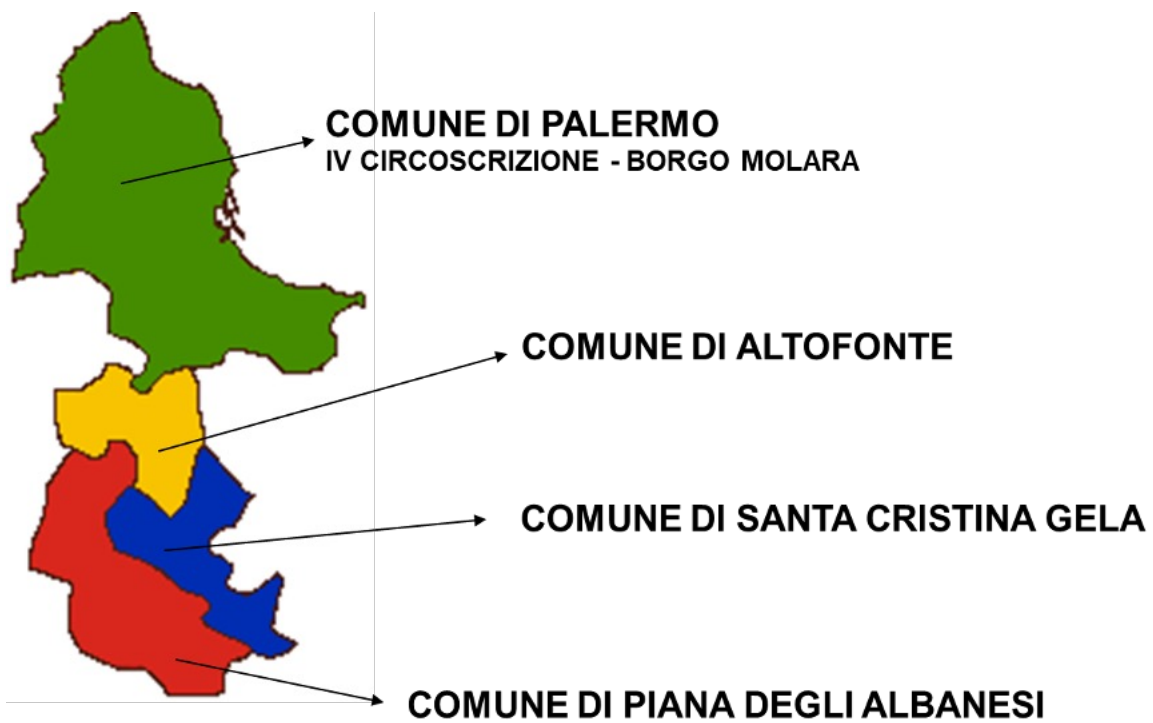 COMUNE DI PALERMO
IV CIRCOSCRIZIONE - BORGO MOLARA
COMUNE DI ALTOFONTE
COMUNE DI SANTA CRISTINA GELA
COMUNE DI PIANA DEGLI ALBANESI